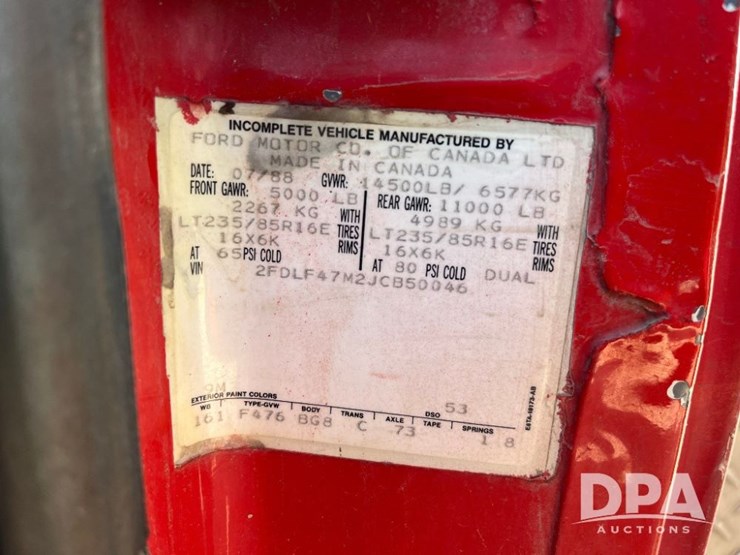 INCOMPLETE VEHICLE MANUFACTURED BY
FORD MOTOR CO. OF CANADA LTD
MADE IN CANADA
DATE: 07/88 GVWR: 14500LB/ 6577KG
FRONT GAWR: 5000 LB REAR GAWR: 11000 LB
2267 KG WITH 4989 KG WITH
LT235/85R16E TIRES LT235/85R16E TIRES
16X6K RIMS 16X6K RIMS
AT 65 PSI COLD AT 80 PSI COLD DUAL
VIN 2FDLF47M2JCB50046
9M
EXTERIOR PAINT COLORS DSO 53
WB TYPE-GVW BODY TRANS AXLE TAPE SPRINGS
161 F476 BG8 C 73 1 8
DPA
AUCTIONS